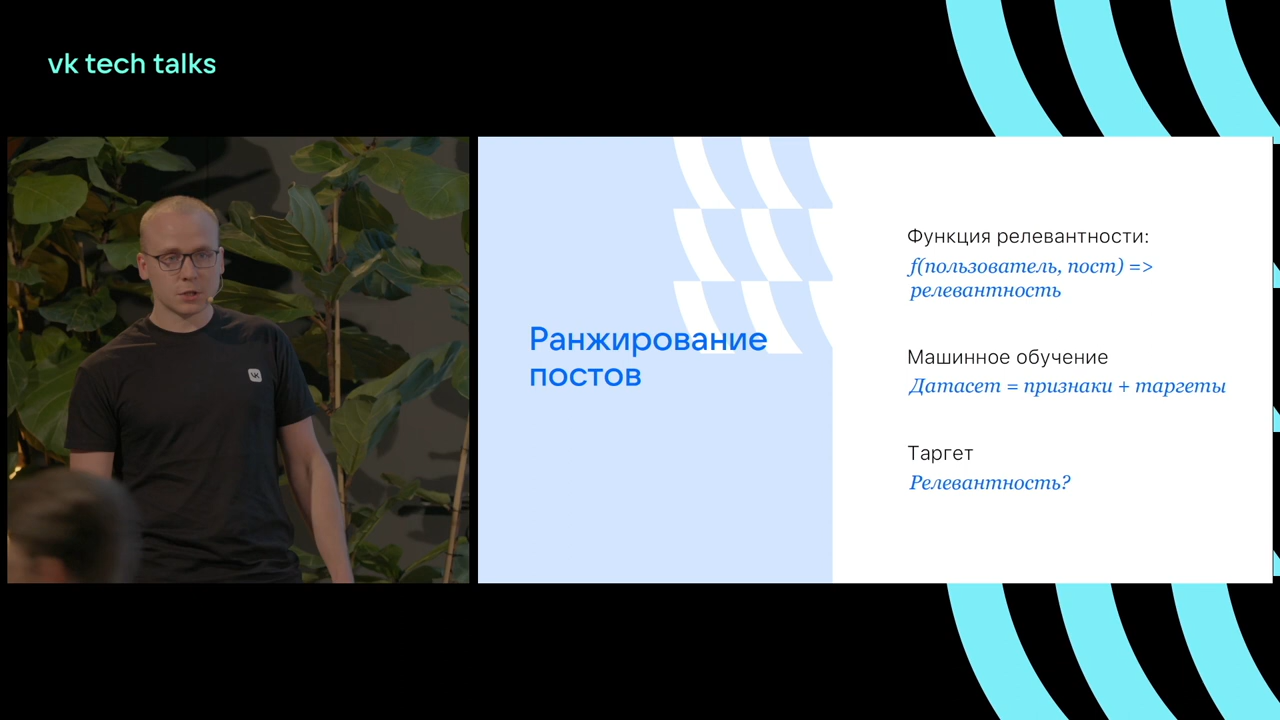 vk tech talks
Ранжирование
постов
Функция релевантности:
f(пользователь, пост) =>
релевантность
Машинное обучение
Датасет = признаки + таргеты
Таргет
Релевантность?